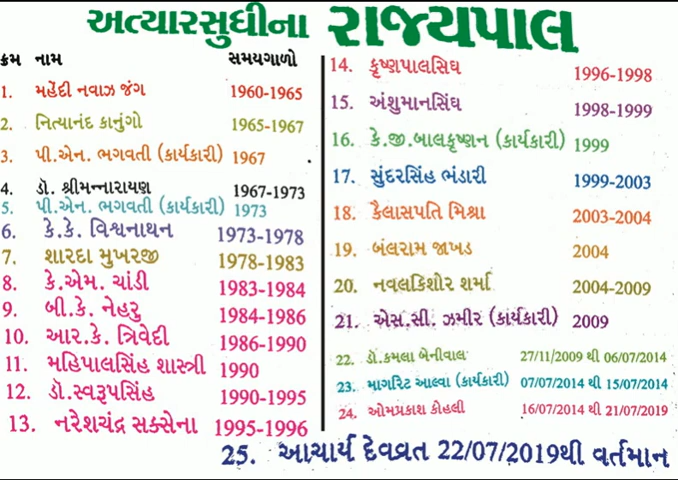 અત્યારસુધીના રાજ્યપાલ
ક્રમ નામ સમયગાળો
1. મહેંદી નવાઝ જંગ 1960-1965
2. નિત્યાનંદ કાનુંગો 1965-1967
3. પી.એન. ભગવતી (કાર્યકારી) 1967
4. ડૉ. શ્રીમન્નારાયણ 1967-1973
5. પી.એન. ભગવતી (કાર્યકારી) 1973
6. કે.કે. વિશ્વનાથન 1973-1978
7. શારદા મુખરજી 1978-1983
8. કે.એમ. ચાંડી 1983-1984
9. બી.કે. નેહરુ 1984-1986
10. આર.કે. ત્રિવેદી 1986-1990
11. મહિપાલસિંહ શાસ્ત્રી 1990
12. ડૉ.સ્વરૂપસિંહ 1990-1995
13. નરેશચંદ્ર સક્સેના 1995-1996
14. કૃષ્ણપાલસિંઘ 1996-1998
15. અંશુમાનસિંઘ 1998-1999
16. કે.જી.બાલકૃષ્ણન (કાર્યકારી) 1999
17. સુંદરસિંહ ભંડારી 1999-2003
18. કૈલાસપતિ મિશ્રા 2003-2004
19. બંલરામ જાખડ 2004
20. નવલકિશોર શર્મા 2004-2009
21. એસ.સી. ઝમીર (કાર્યકારી) 2009
22. ડૉ.કમલા બેનીવાલ 27/11/2009 થી 06/07/2014
23. માગરિટ આલ્વા (કાર્યકારી) 07/07/2014 થી 15/07/2014
24. ઓમપ્રકાશ કોહલી 16/07/2014 થી 21/07/2019
25. આચાર્ય દેવવ્રત 22/07/2019થી વર્તમાન